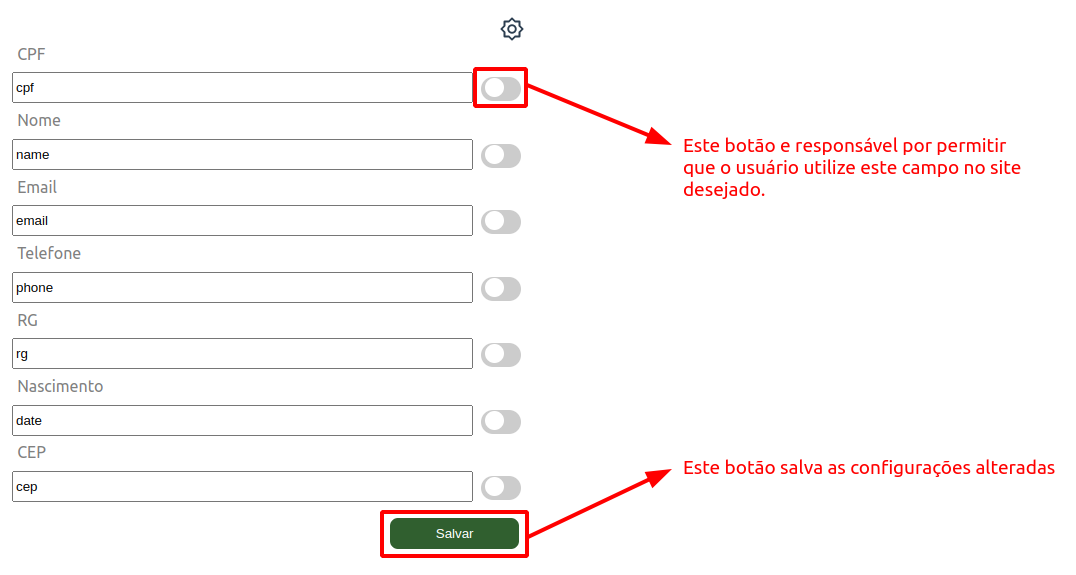 CPF
cpf
Nome
name
Este botão e responsável por permitir
que o usuário utilize este campo no site
desejado.
Email
email
Telefone
phone
RG
rg
Nascimento
date
CEP
cep
Este botão salva as configurações alteradas
Salvar